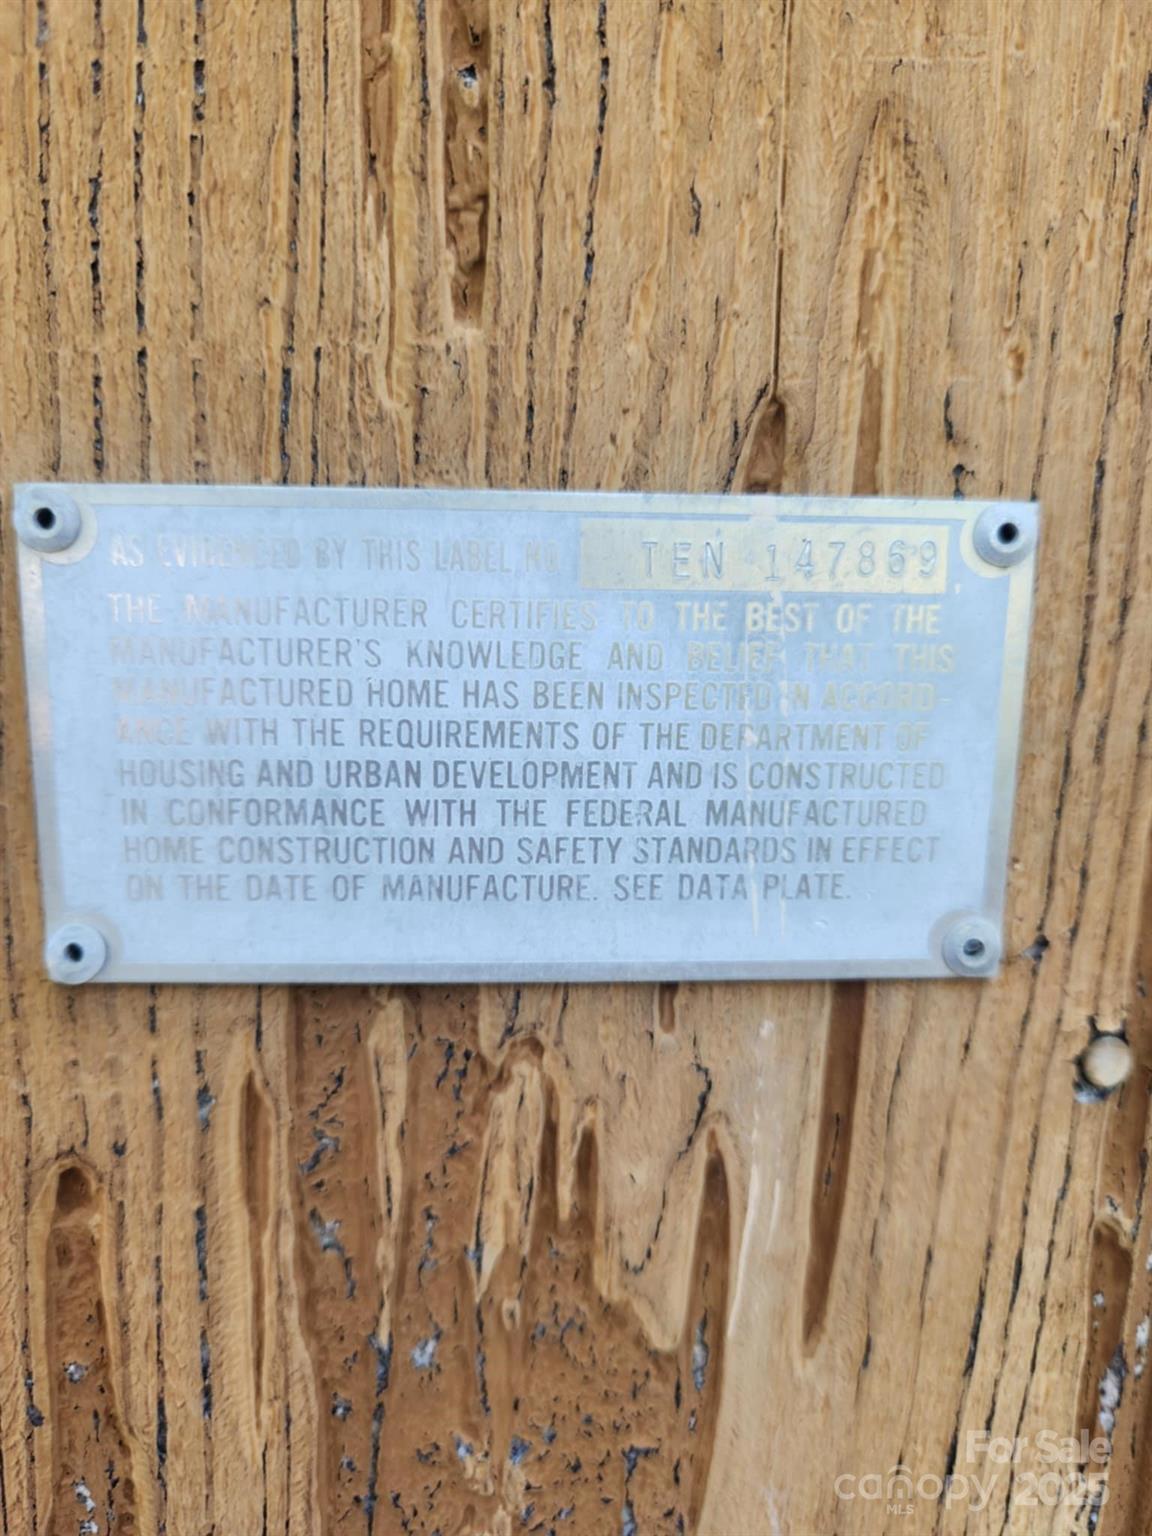 AS EVIDENCED BY THIS LABEL NO. TEN 147869,
THE MANUFACTURER CERTIFIES TO THE BEST OF THE
MANUFACTURER'S KNOWLEDGE AND BELIEF THAT THIS
MANUFACTURED HOME HAS BEEN INSPECTED IN ACCORD-
ANCE WITH THE REQUIREMENTS OF THE DEPARTMENT OF
HOUSING AND URBAN DEVELOPMENT AND IS CONSTRUCTED
IN CONFORMANCE WITH THE FEDERAL MANUFACTURED
HOME CONSTRUCTION AND SAFETY STANDARDS IN EFFECT
ON THE DATE OF MANUFACTURE. SEE DATA PLATE.
For Sale
canopy 2025
MLS